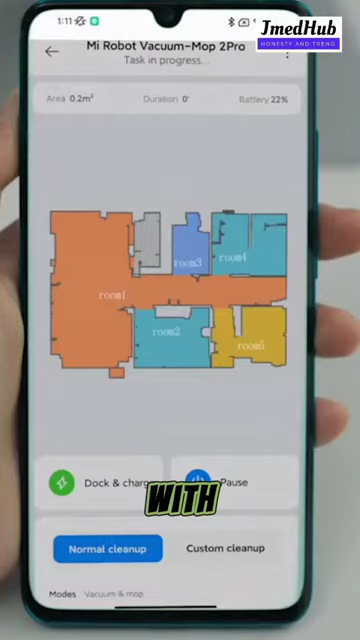 1:11
JmedHub
HONESTY AND TREND
Mi Robot Vacuum-Mop 2Pro
Task in progress...
Area 0.2m² Duration 0' Battery 22%
room1
room3
room4
room2
room5
Dock & charg
Pause
WITH
Normal cleanup Custom cleanup
Modes Vacuum & mop